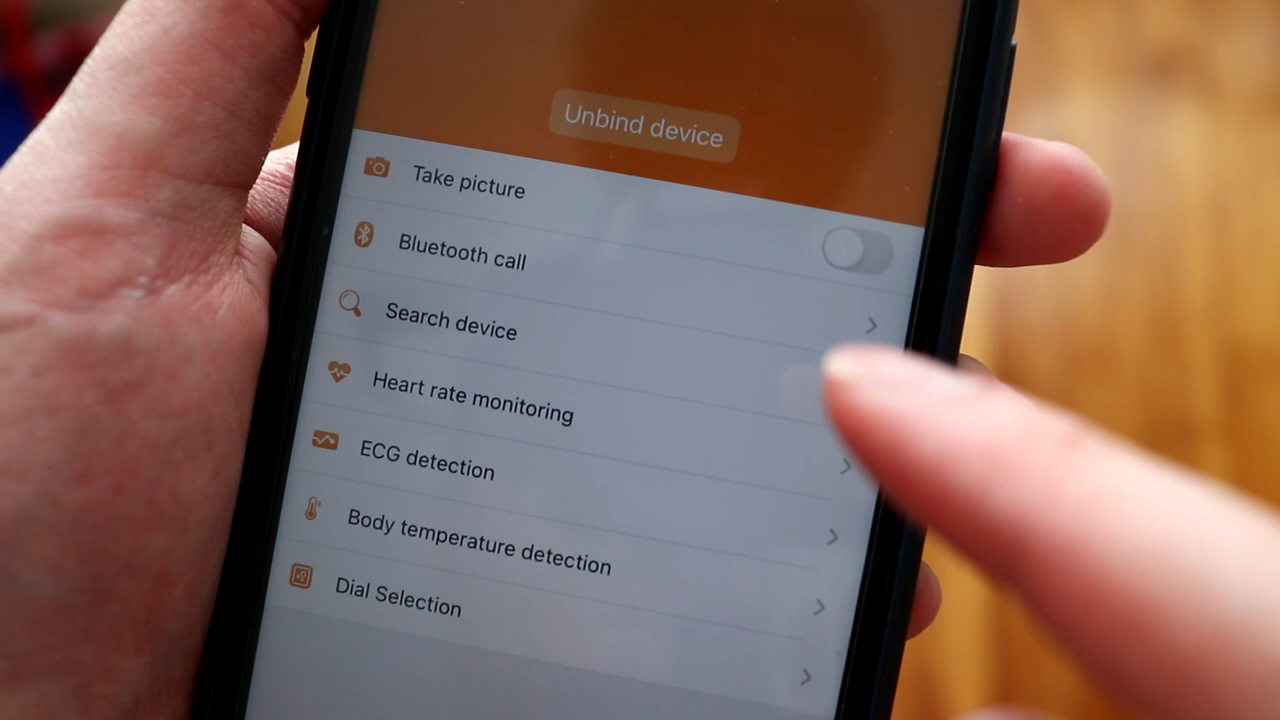 Unbind device
Take picture
Bluetooth call
Search device
Heart rate monitoring
ECG detection
Body temperature detection
Dial Selection